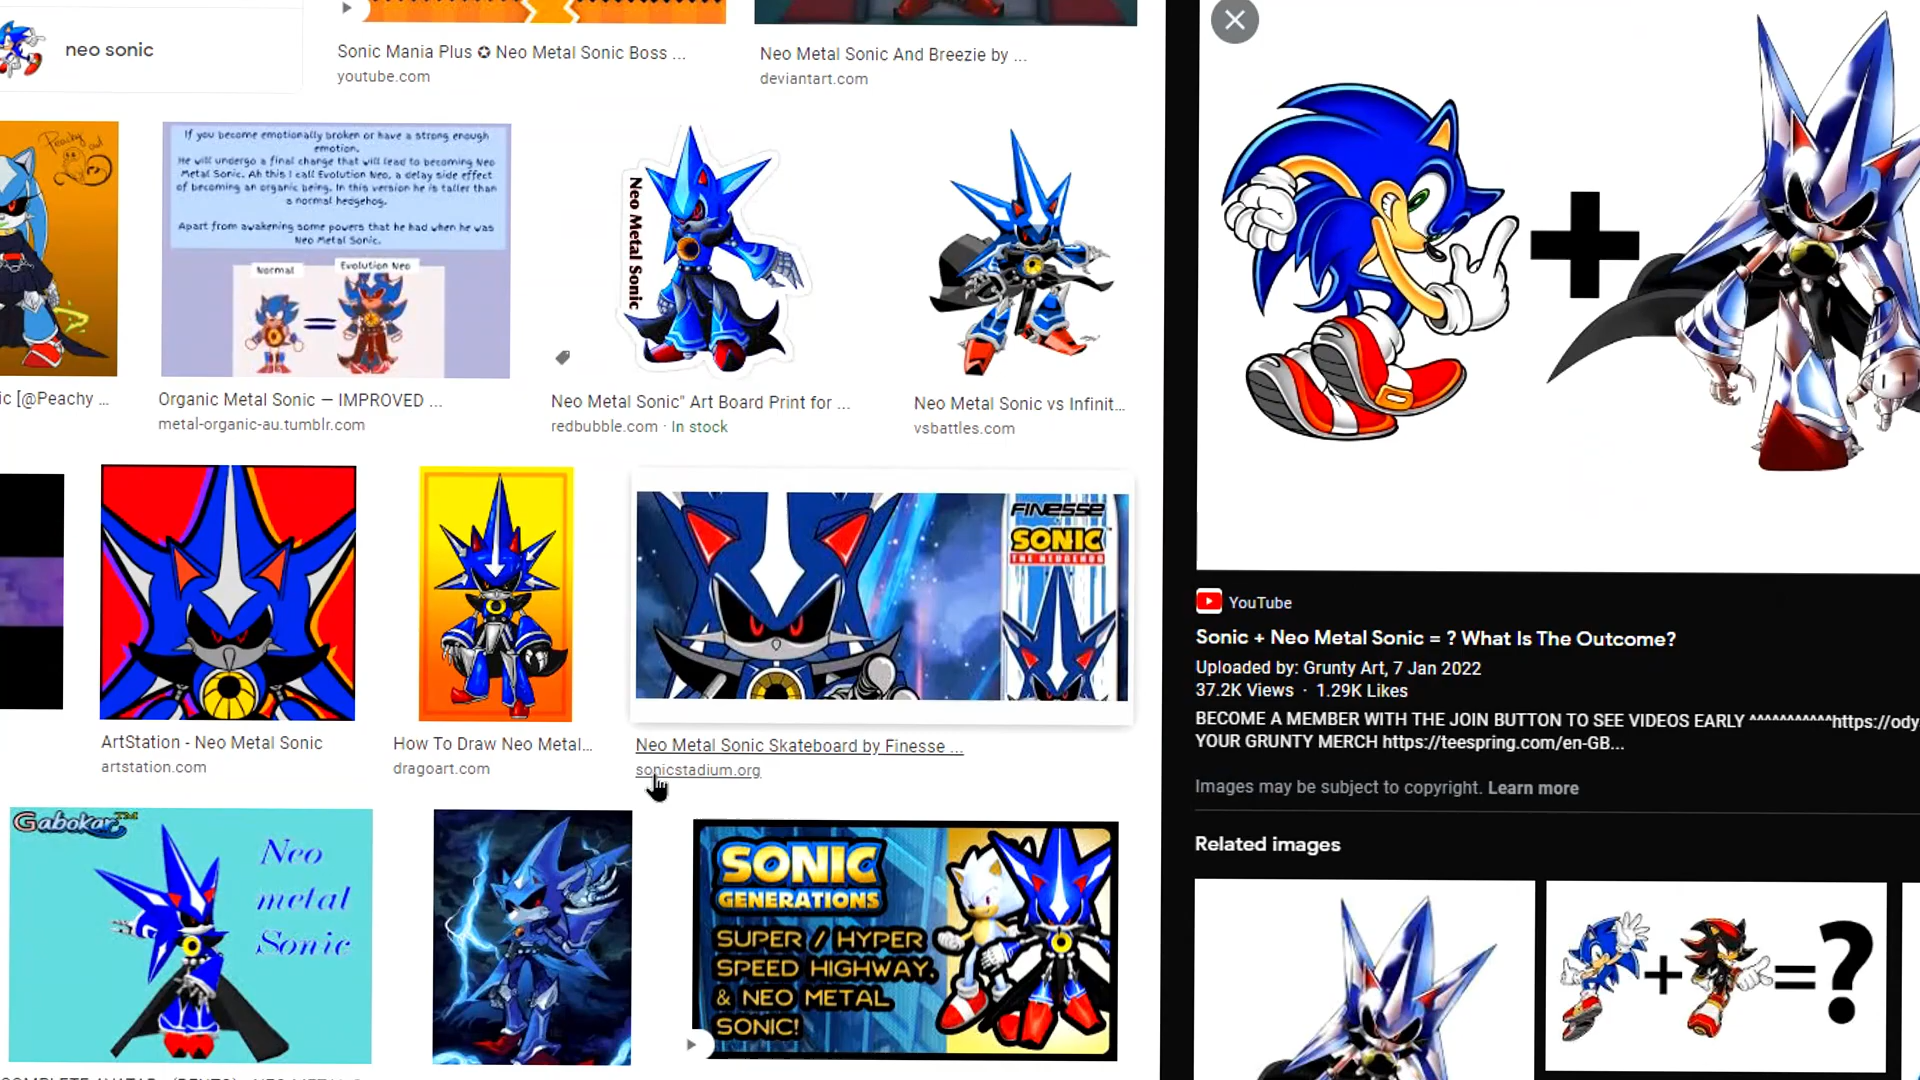 neo sonic
Sonic Mania Plus ✪ Neo Metal Sonic Boss ...
youtube.com
Neo Metal Sonic And Breezie by ...
deviantart.com
Peachy
owl
If you become emotionally broken or have a strong enough
emotion.
He will undergo a final change that will lead to becoming Neo
Metal Sonic. Ah this I call Evolution Neo, a delay side effect
of becoming an organic being. In this version he is taller than
a normal hedgehog.
Apart from awakening some powers that he had when he was
Neo Metal Sonic.
Normal
Evolution Neo
=
Neo Metal Sonic
+
ic [@Peachy ...
Organic Metal Sonic — IMPROVED ...
metal-organic-au.tumblr.com
Neo Metal Sonic" Art Board Print for ...
redbubble.com · In stock
Neo Metal Sonic vs Infinit...
vsbattles.com
FINESSE
SONIC
THE HEDGEHOG
ArtStation - Neo Metal Sonic
artstation.com
How To Draw Neo Metal...
dragoart.com
Neo Metal Sonic Skateboard by Finesse ...
sonicstadium.org
Gabokar™
Neo
metal
Sonic
SONIC
GENERATIONS
SUPER / HYPER
SPEED HIGHWAY,
& NEO METAL
SONIC!
YouTube
Sonic + Neo Metal Sonic = ? What Is The Outcome?
Uploaded by: Grunty Art, 7 Jan 2022
37.2K Views · 1.29K Likes
BECOME A MEMBER WITH THE JOIN BUTTON TO SEE VIDEOS EARLY ^^^^^^^^^^^https://ody
YOUR GRUNTY MERCH https://teespring.com/en-GB...
Images may be subject to copyright. Learn more
Related images
+ = ?